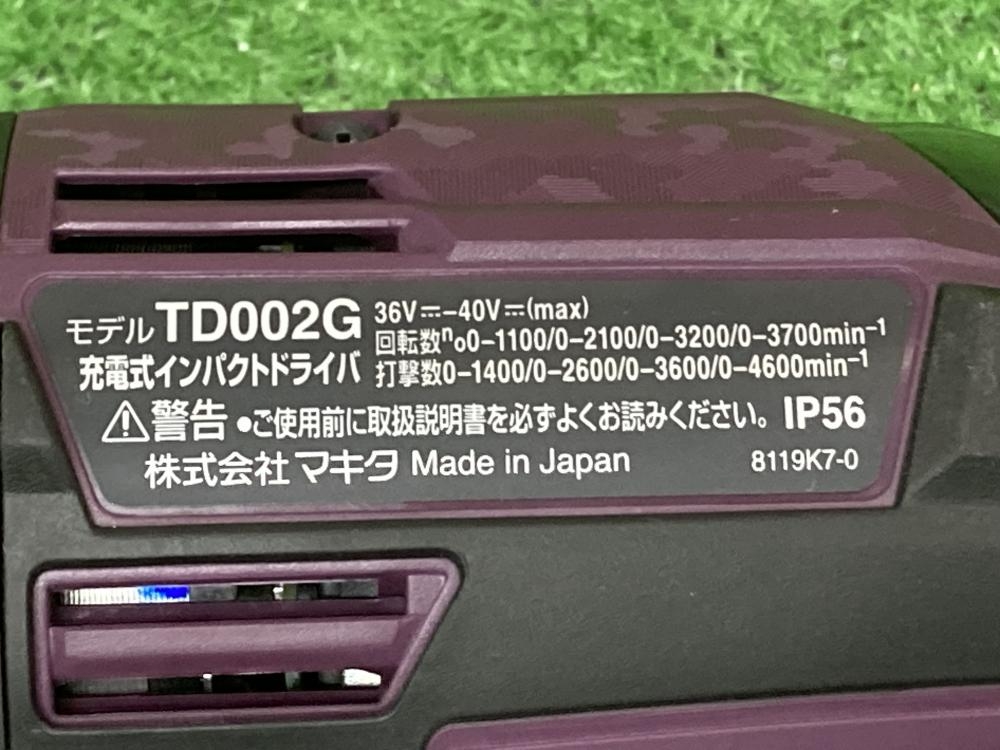 モデル TD002G 36V⎓–40V⎓(max)
回転数n₀0–1100/0–2100/0–3200/0–3700min⁻¹
充電式インパクトドライバ 打撃数0–1400/0–2600/0–3600/0–4600min⁻¹
⚠警告 ●ご使用前に取扱説明書を必ずよくお読みください。 IP56
株式会社マキタ Made in Japan 8119K7-0